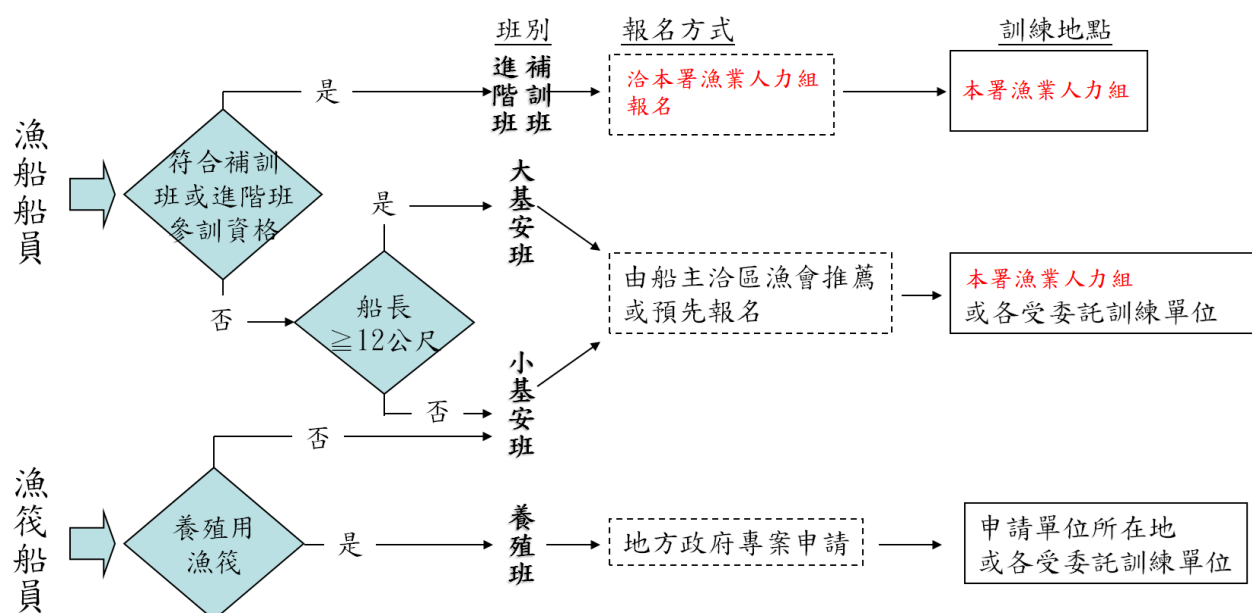 班別
報名方式
訓練地點
漁船船員
符合補訓
班或進階班
參訓資格
是
進階班
補訓班
洽本署漁業人力組
報名
本署漁業人力組
否
船長
≧12公尺
是
大基安班
否
小基安班
由船主洽區漁會推薦
或預先報名
本署漁業人力組
或各受委託訓練單位
漁筏船員
養殖用
漁筏
否
是
養殖班
地方政府專案申請
申請單位所在地
或各受委託訓練單位